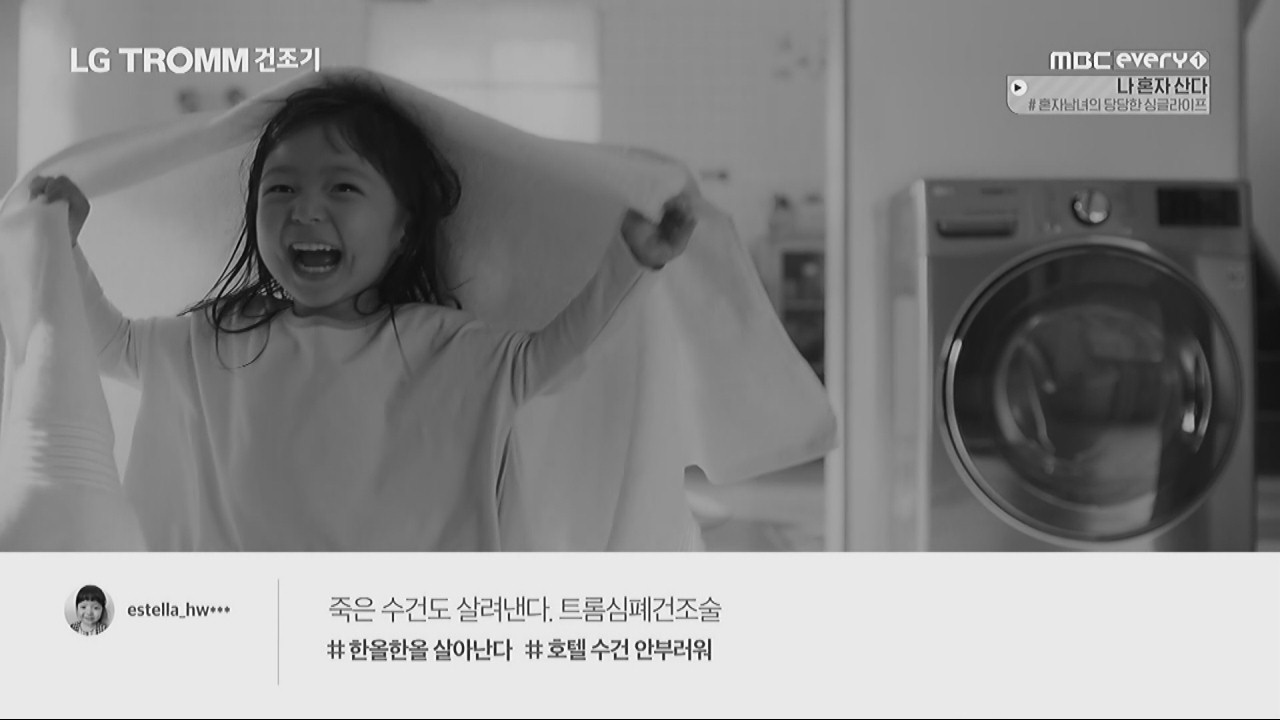 LG TROMM 건조기
MBC every1
나 혼자 산다
# 혼자남녀의 당당한 싱글라이프
estella_hw***
죽은 수건도 살려낸다. 트롬심폐건조술
# 한올한올 살아난다 # 호텔 수건 안부러워